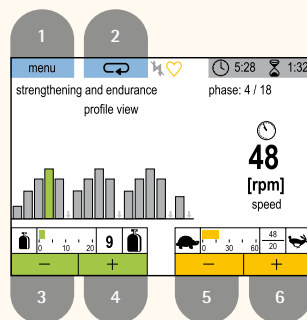 1 2
menu 5:28 1:32
strengthening and endurance phase: 4 / 18
profile view
48
[rpm]
speed
0 10 20 9 0 30 60 48 20
− + − +
3 4 5 6